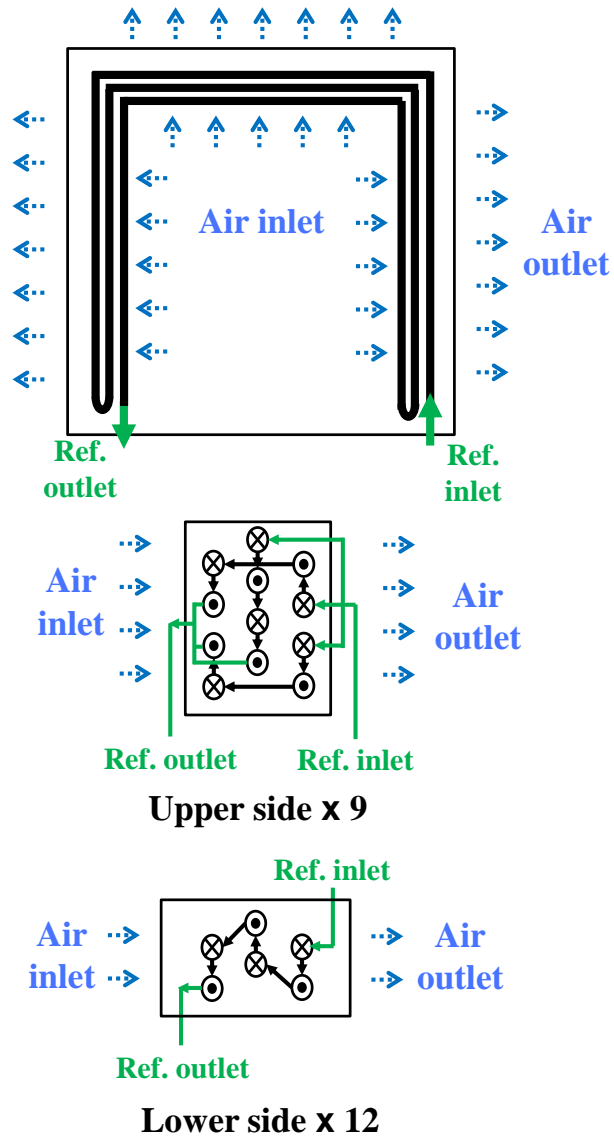 Air inlet
Air
outlet
Ref.
outlet
Ref.
inlet
Air
inlet
Air
outlet
Ref. outlet
Ref. inlet
Upper side x 9
Ref. inlet
Air
inlet
Air
outlet
Ref. outlet
Lower side x 12